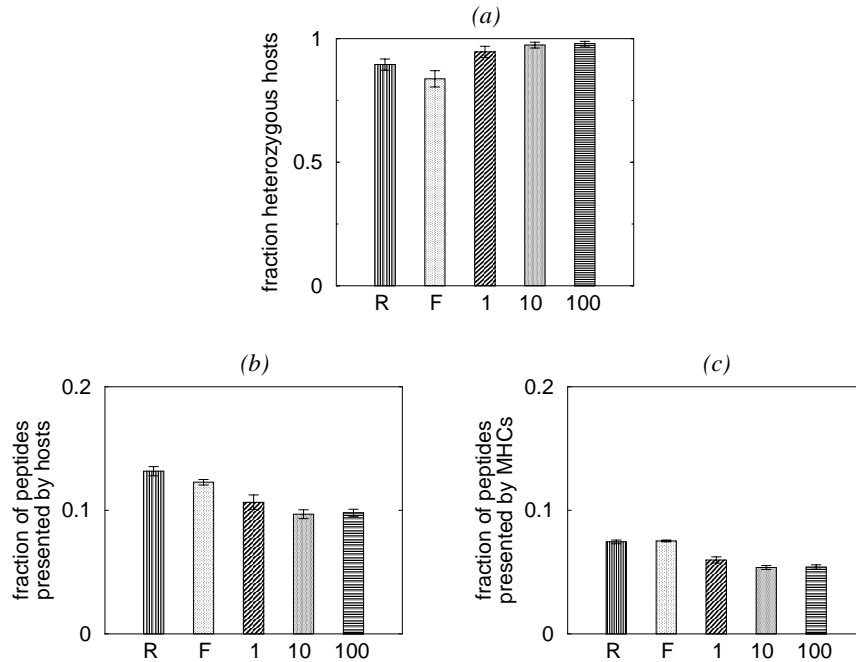 (a)
fraction heterozygous hosts
1
0.5
0
R F 1 10 100
(b)
fraction of peptides
presented by hosts
0.2
0.1
0
R F 1 10 100
(c)
fraction of peptides
presented by MHCs
0.2
0.1
0
R F 1 10 100